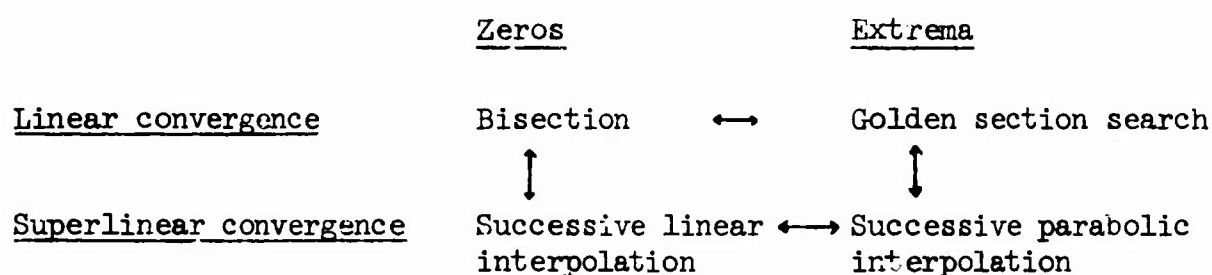 Zeros Extrema
Linear convergence Bisection ⟷ Golden section search
↕ ↕
Superlinear convergence Successive linear ⟷ Successive parabolic
interpolation interpolation